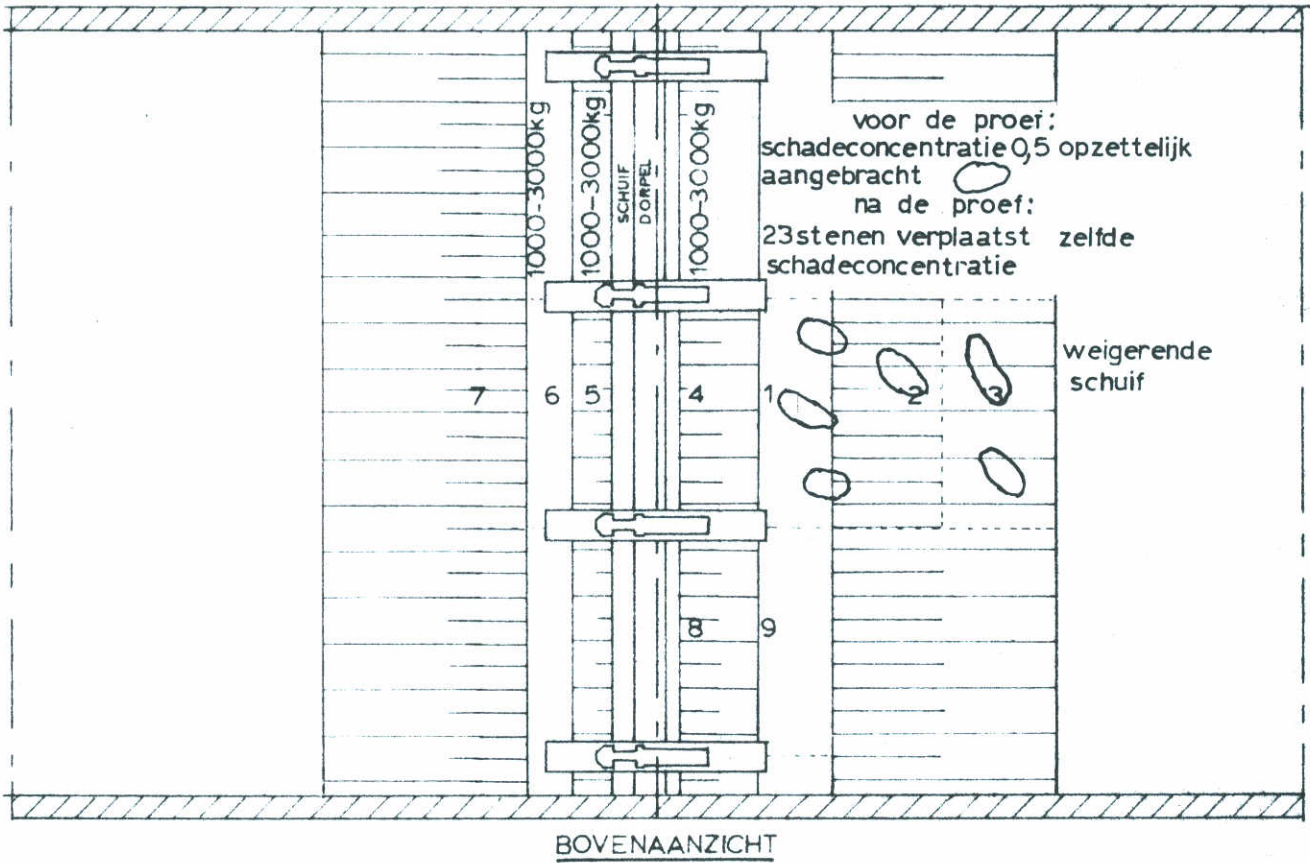 voor de proef:
schadeconcentratie 0,5 opzettelijk
aangebracht
na de proef:
23 stenen verplaatst zelfde
schadeconcentratie
1000-3000kg
1000-3000kg
SCHUIF
DORPEL
1000-3000kg
weigerende
schuif
7 6 5 4 1 2 3
8 9
BOVENAANZICHT